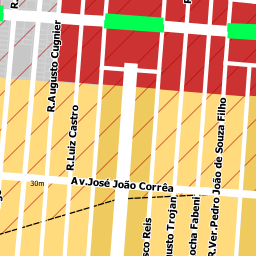 R.
R.Augusto Cugnier
R.Luiz Castro
R.Ver.Pedro João de Souza Filho
30m
Av.José João Corrêa
sco Reis
usto Trojan
ocha Fabeni